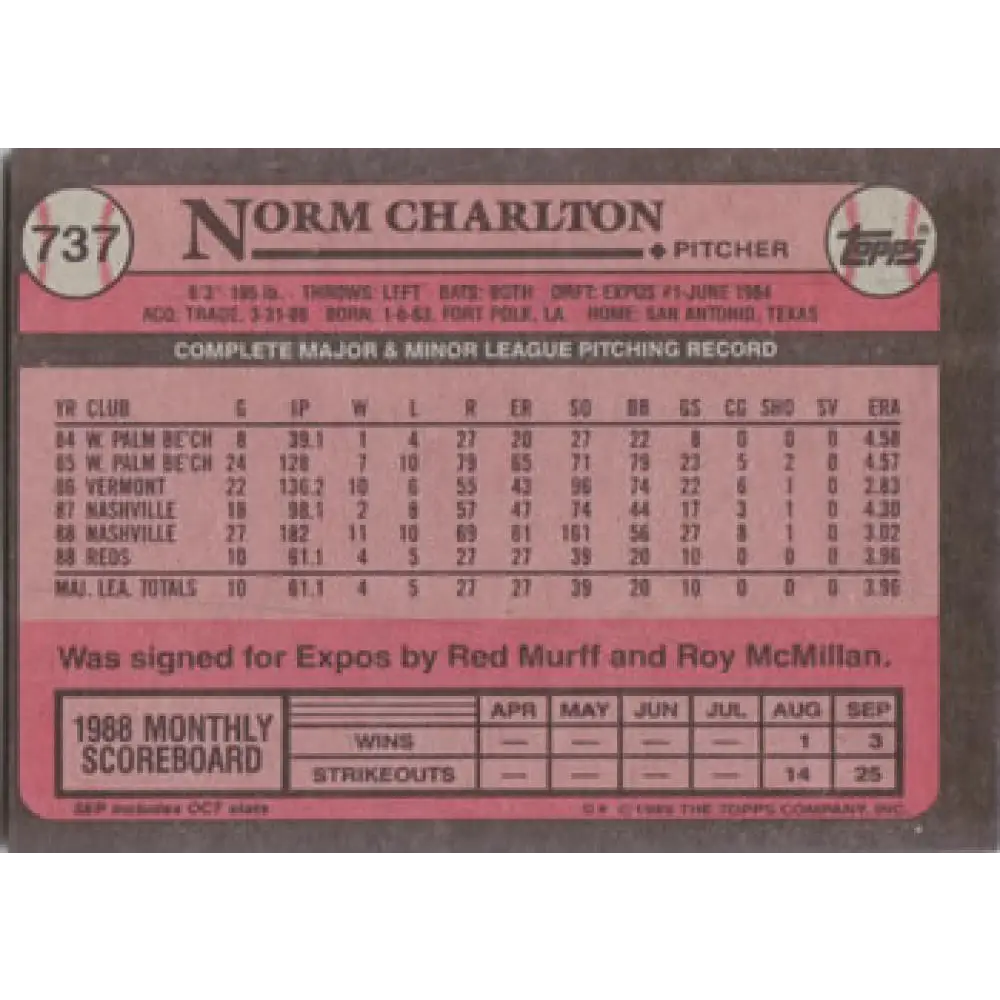 737
NORM CHARLTON
PITCHER
TOPPS®
6'3" 195 lb. THROWS: LEFT BATS: BOTH DRFT: EXPOS #1-JUNE 1984
ACQ: TRADE, 3-31-86 BORN: 1-6-63, FORT POLK, LA. HOME: SAN ANTONIO, TEXAS
COMPLETE MAJOR & MINOR LEAGUE PITCHING RECORD
YR CLUB G IP W L R ER SO BB GS CG SHO SV ERA
84 W. PALM BE'CH 8 39.1 1 4 27 20 27 22 8 0 0 0 4.58
85 W. PALM BE'CH 24 128 7 10 79 65 71 79 23 5 2 0 4.57
86 VERMONT 22 136.2 10 6 55 43 96 74 22 6 1 0 2.83
87 NASHVILLE 18 98.1 2 8 57 47 74 44 17 3 1 0 4.30
88 NASHVILLE 27 182 11 10 69 61 161 56 27 8 1 0 3.02
88 REDS 10 61.1 4 5 27 27 39 20 10 0 0 0 3.96
MAJ. LEA. TOTALS 10 61.1 4 5 27 27 39 20 10 0 0 0 3.96
Was signed for Expos by Red Murff and Roy McMillan.
1988 MONTHLY SCOREBOARD
APR MAY JUN JUL AUG SEP
WINS — — — — 1 3
STRIKEOUTS — — — — 14 25
SEP includes OCT stats
© 1989 THE TOPPS COMPANY, INC.